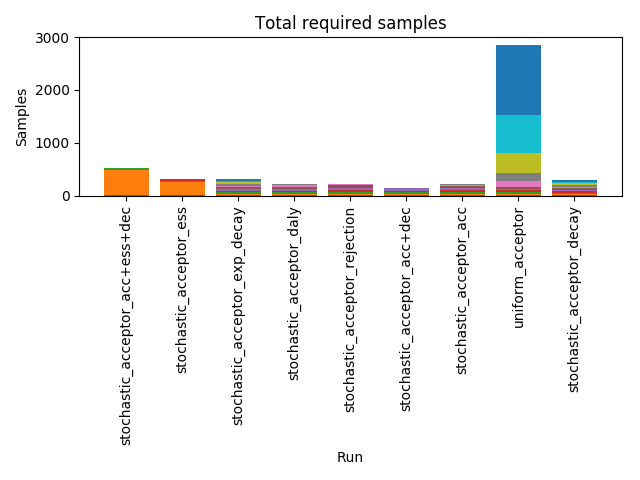 Total required samples
Samples
3000
2000
1000
0
stochastic_acceptor_acc+ess+dec
stochastic_acceptor_ess
stochastic_acceptor_exp_decay
stochastic_acceptor_daly
stochastic_acceptor_rejection
stochastic_acceptor_acc+dec
stochastic_acceptor_acc
uniform_acceptor
stochastic_acceptor_decay
Run